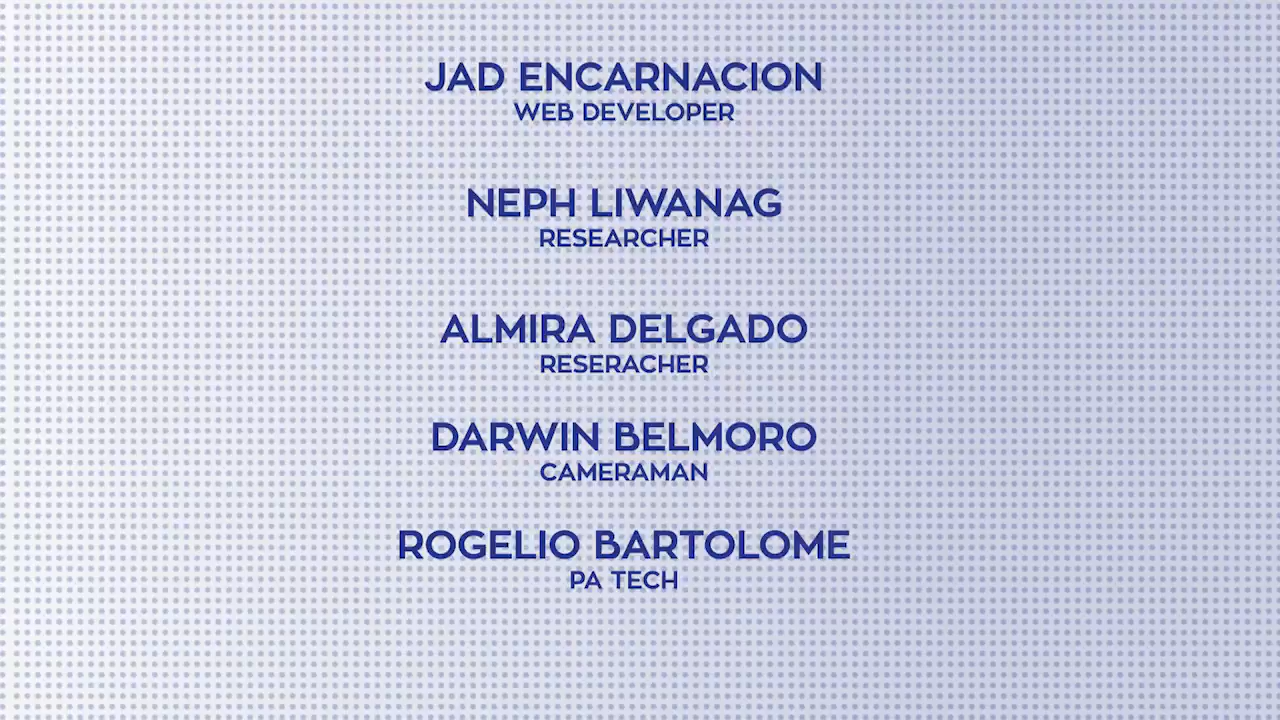 JAD ENCARNACION
WEB DEVELOPER
NEPH LIWANAG
RESEARCHER
ALMIRA DELGADO
RESERACHER
DARWIN BELMORO
CAMERAMAN
ROGELIO BARTOLOME
PA TECH